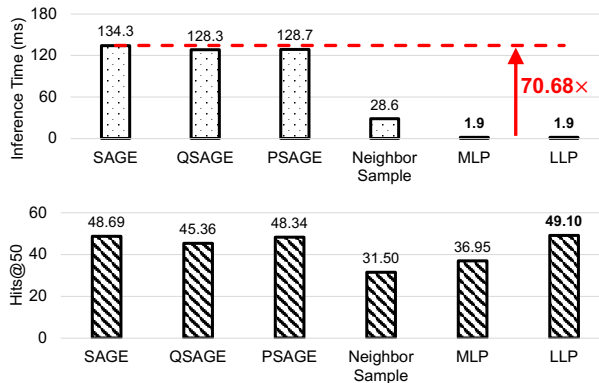 Inference Time (ms)
180
120
60
0
134.3
128.3
128.7
28.6
1.9
1.9
70.68×
SAGE
QSAGE
PSAGE
Neighbor
Sample
MLP
LLP
Hits@50
60
40
20
0
48.69
45.36
48.34
31.50
36.95
49.10
SAGE
QSAGE
PSAGE
Neighbor
Sample
MLP
LLP